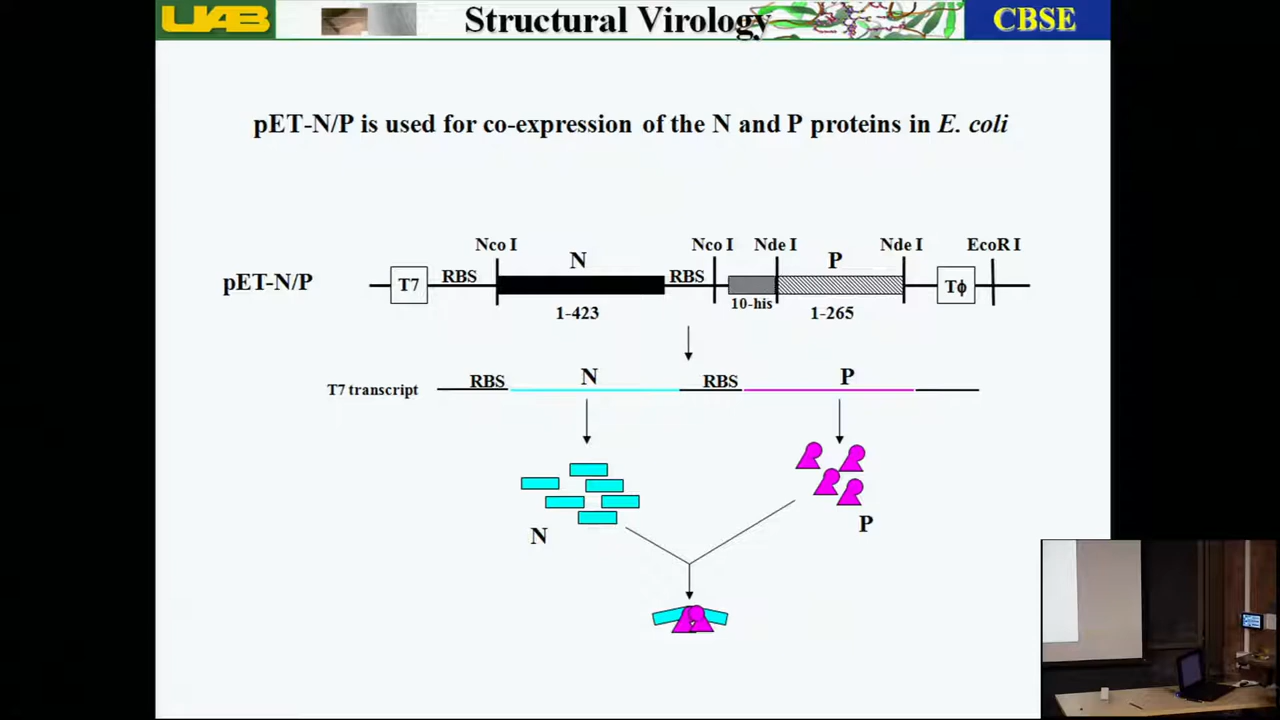 UAB Structural Virology CBSE
pET-N/P is used for co-expression of the N and P proteins in E. coli
Nco I Nco I Nde I Nde I EcoR I
N P
pET-N/P T7 RBS RBS Tϕ
10-his
1-423 1-265
T7 transcript RBS N RBS P
N P